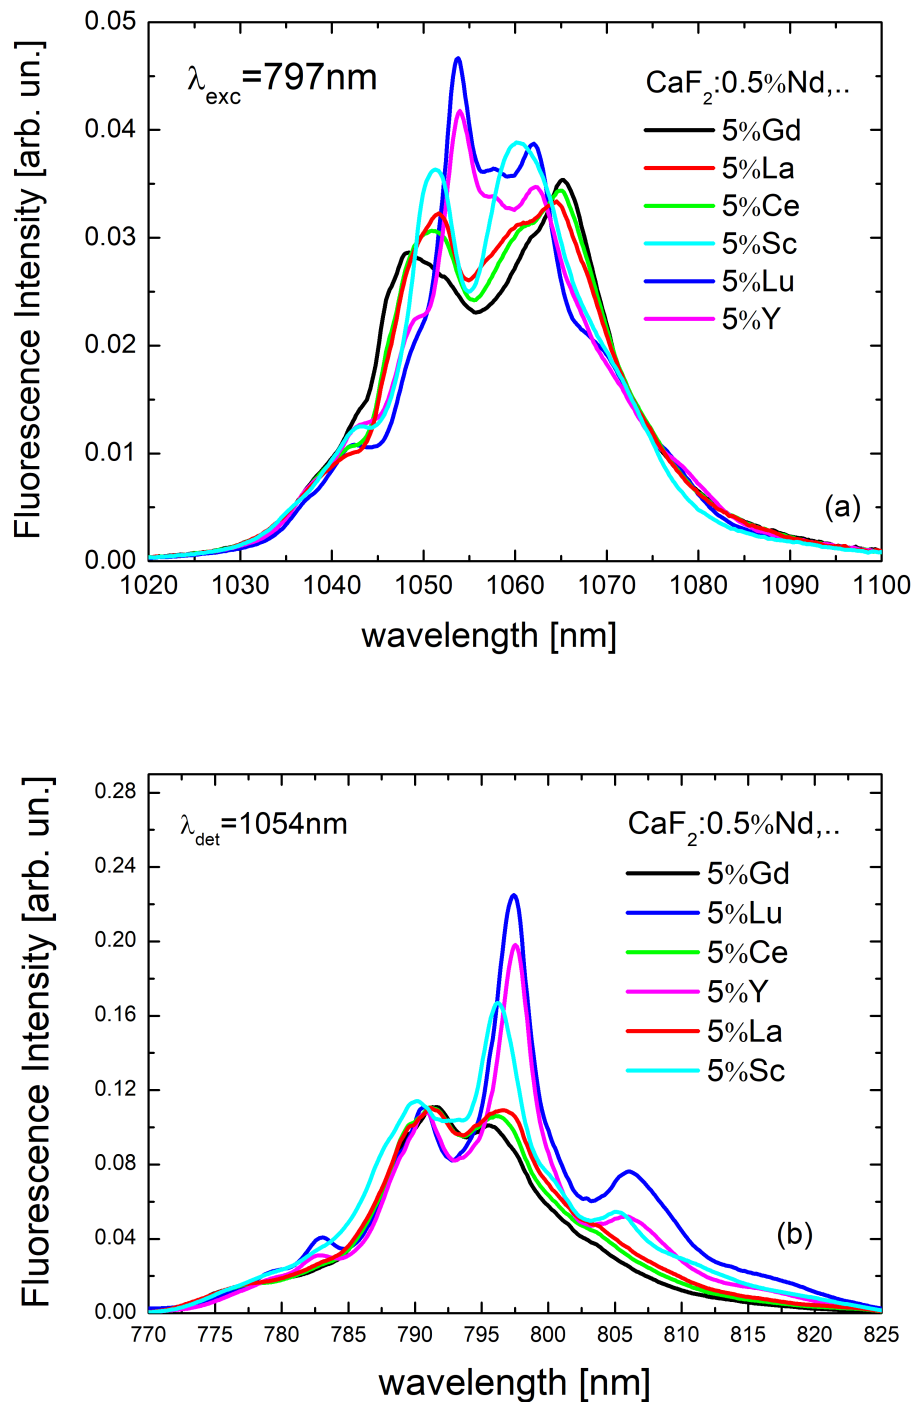 Fluorescence Intensity [arb. un.]
0.05
0.04
0.03
0.02
0.01
0.00
λexc=797nm
CaF2:0.5%Nd,..
5%Gd
5%La
5%Ce
5%Sc
5%Lu
5%Y
(a)
1020 1030 1040 1050 1060 1070 1080 1090 1100
wavelength [nm]
Fluorescence Intensity [arb. un.]
0.28
0.24
0.20
0.16
0.12
0.08
0.04
0.00
λdet=1054nm
CaF2:0.5%Nd,..
5%Gd
5%Lu
5%Ce
5%Y
5%La
5%Sc
(b)
770 775 780 785 790 795 800 805 810 815 820 825
wavelength [nm]